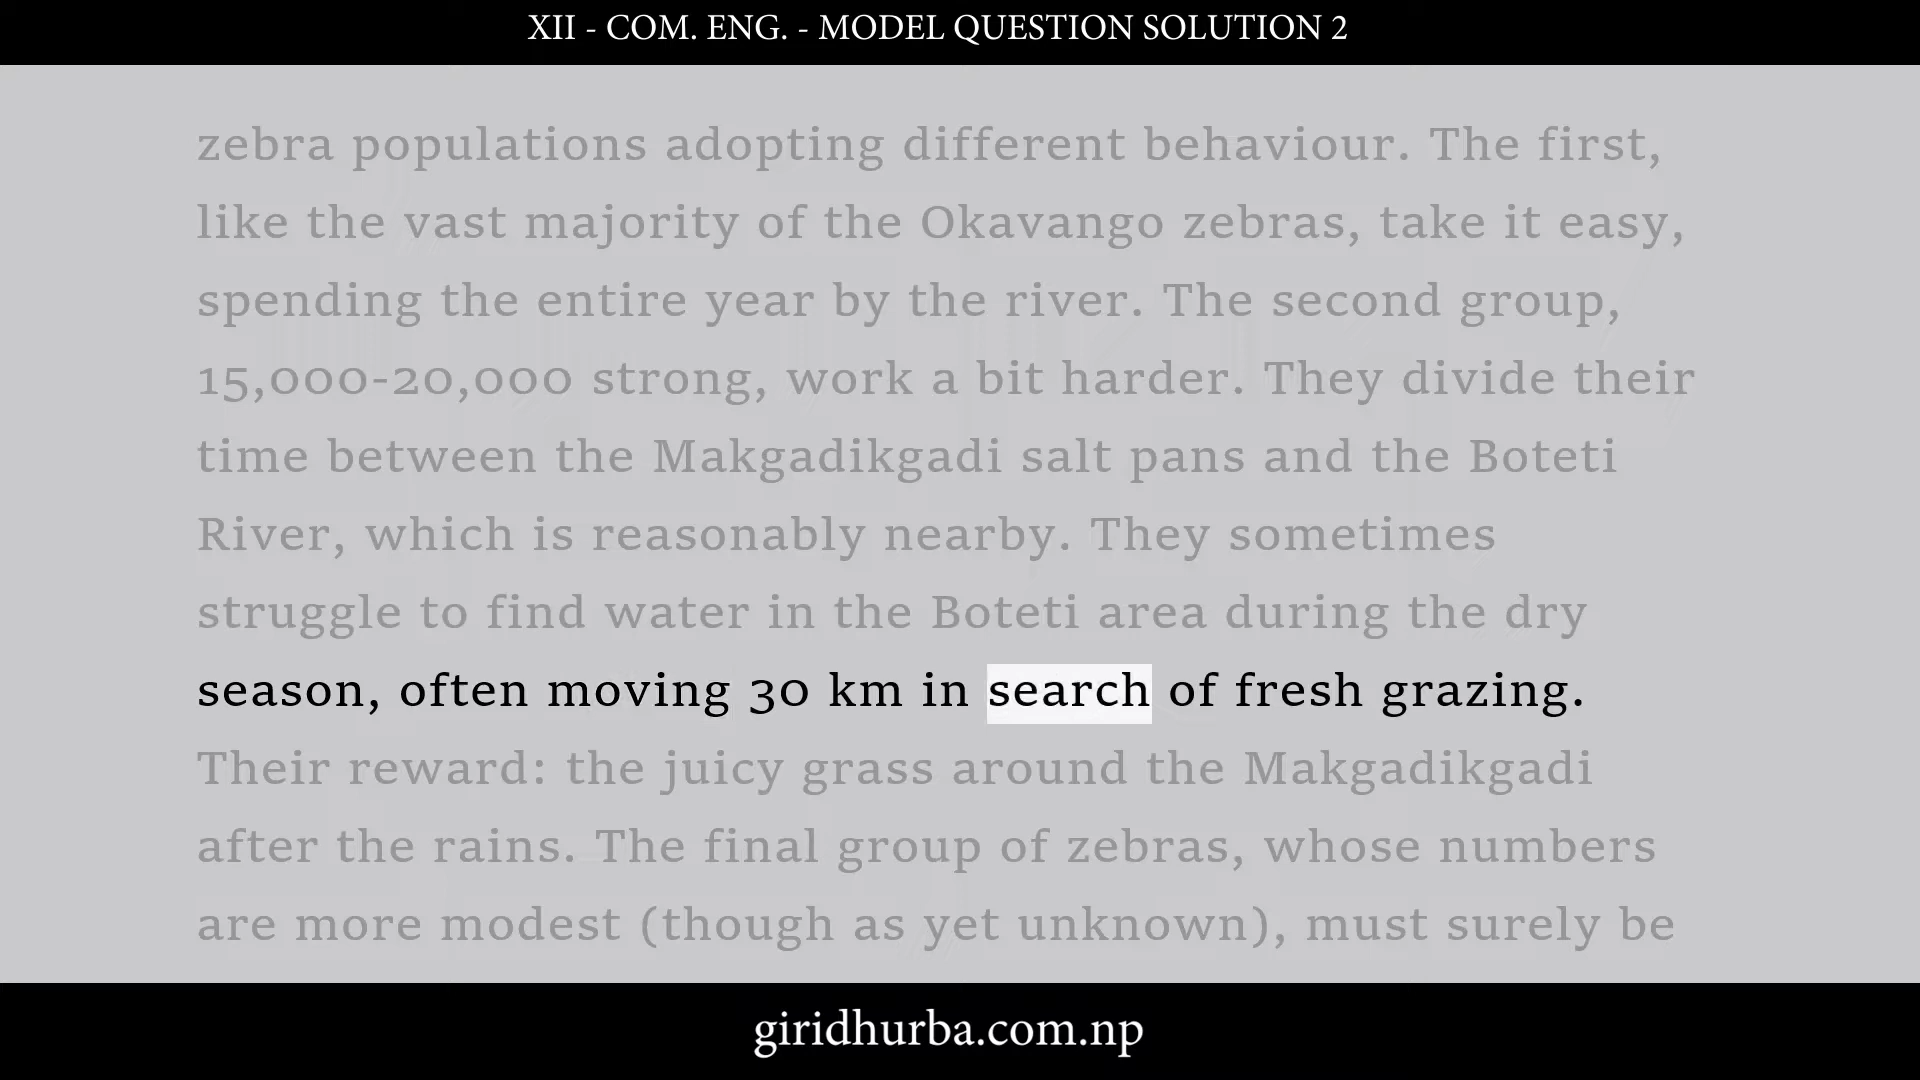 XII - COM. ENG. - MODEL QUESTION SOLUTION 2
zebra populations adopting different behaviour. The first,
like the vast majority of the Okavango zebras, take it easy,
spending the entire year by the river. The second group,
15,000-20,000 strong, work a bit harder. They divide their
time between the Makgadikgadi salt pans and the Boteti
River, which is reasonably nearby. They sometimes
struggle to find water in the Boteti area during the dry
season, often moving 30 km in search of fresh grazing.
Their reward: the juicy grass around the Makgadikgadi
after the rains. The final group of zebras, whose numbers
are more modest (though as yet unknown), must surely be
giridhurba.com.np